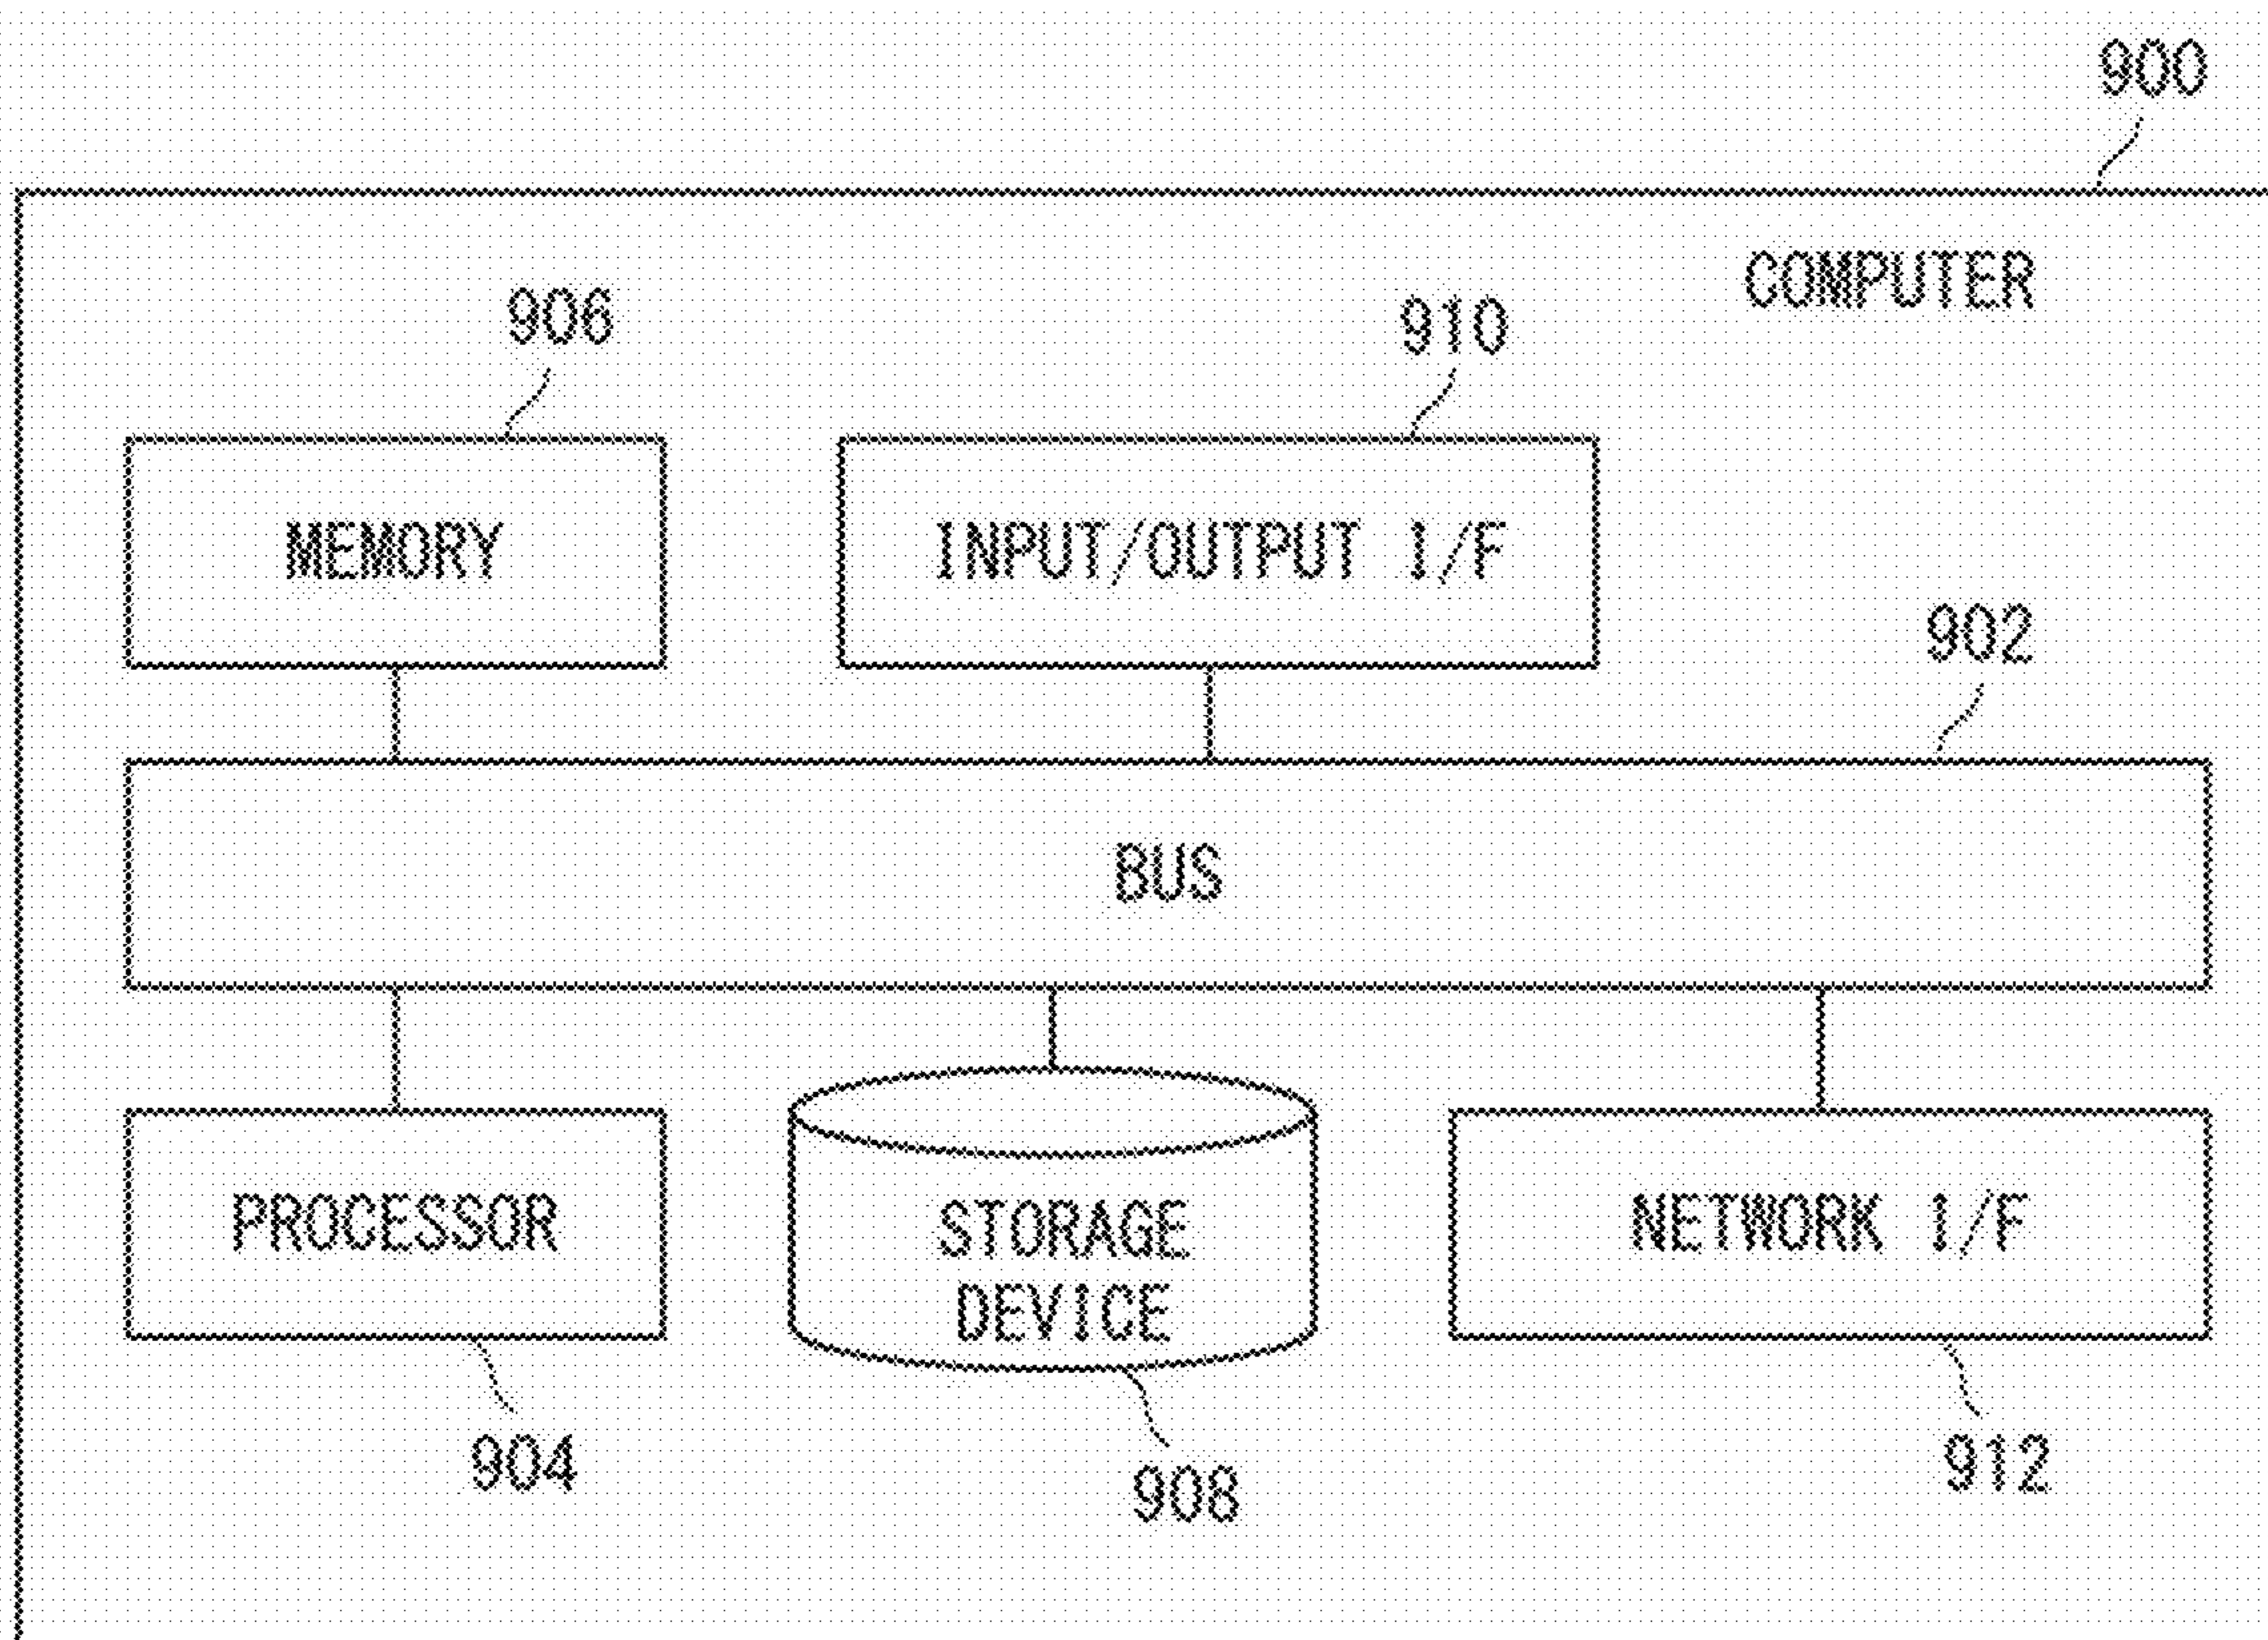 900
COMPUTER
906
910
MEMORY
INPUT/OUTPUT I/F
902
BUS
PROCESSOR
STORAGE
DEVICE
NETWORK I/F
904
908
912